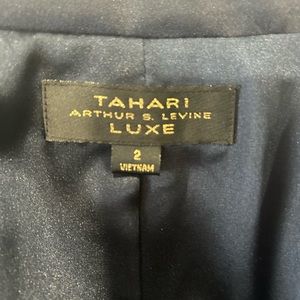 TAHARI
ARTHUR S. LEVINE
LUXE
2
VIETNAM